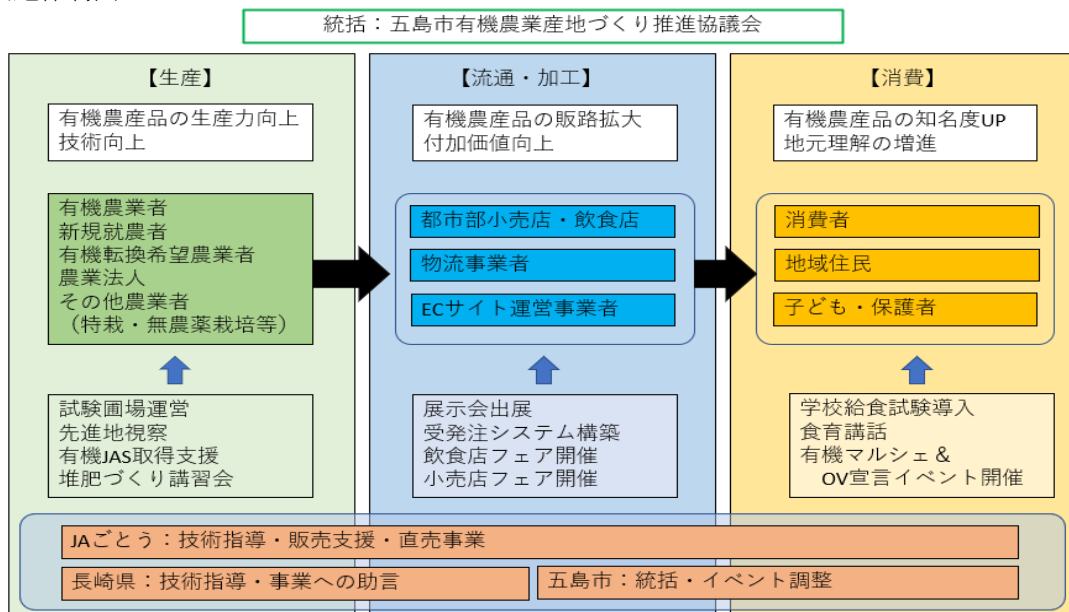 統括：五島市有機農業産地づくり推進協議会
【生産】
有機農産品の生産力向上
技術向上
有機農業者
新規就農者
有機転換希望農業者
農業法人
その他農業者
（特栽・無農薬栽培等）
試験圃場運営
先進地視察
有機JAS取得支援
堆肥づくり講習会
【流通・加工】
有機農産品の販路拡大
付加価値向上
都市部小売店・飲食店
物流事業者
ECサイト運営事業者
展示会出展
受発注システム構築
飲食店フェア開催
小売店フェア開催
【消費】
有機農産品の知名度UP
地元理解の増進
消費者
地域住民
子ども・保護者
学校給食試験導入
食育講話
有機マルシェ＆
OV宣言イベント開催
JAごとう：技術指導・販売支援・直売事業
長崎県：技術指導・事業への助言
五島市：統括・イベント調整